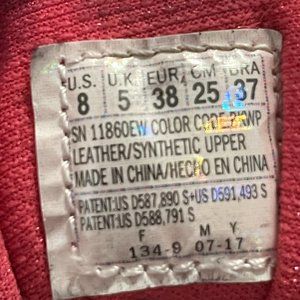 U.S. U.K EUR CM BRA
8 5 38 25 37
SN 11860EW COLOR CODE
LEATHER/SYNTHETIC UPPER
MADE IN CHINA/HECHO EN CHINA
PATENT:US D587,890 S+US D591,493 S
PATENT:US D588,791 S
F M Y
134-9 07-17